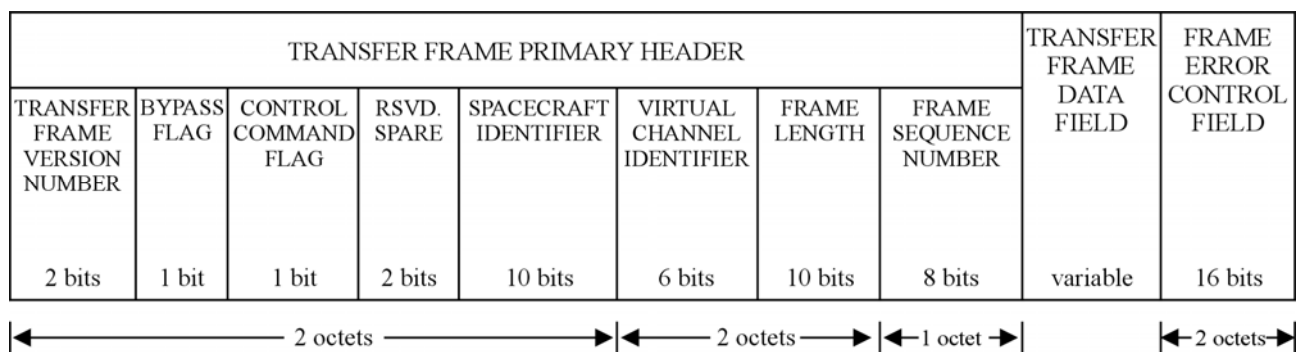 TRANSFER FRAME PRIMARY HEADER
TRANSFER
FRAME
DATA
FIELD
FRAME
ERROR
CONTROL
FIELD
TRANSFER
FRAME
VERSION
NUMBER
BYPASS
FLAG
CONTROL
COMMAND
FLAG
RSVD.
SPARE
SPACECRAFT
IDENTIFIER
VIRTUAL
CHANNEL
IDENTIFIER
FRAME
LENGTH
FRAME
SEQUENCE
NUMBER
2 bits
1 bit
1 bit
2 bits
10 bits
6 bits
10 bits
8 bits
variable
16 bits
2 octets
2 octets
1 octet
2 octets